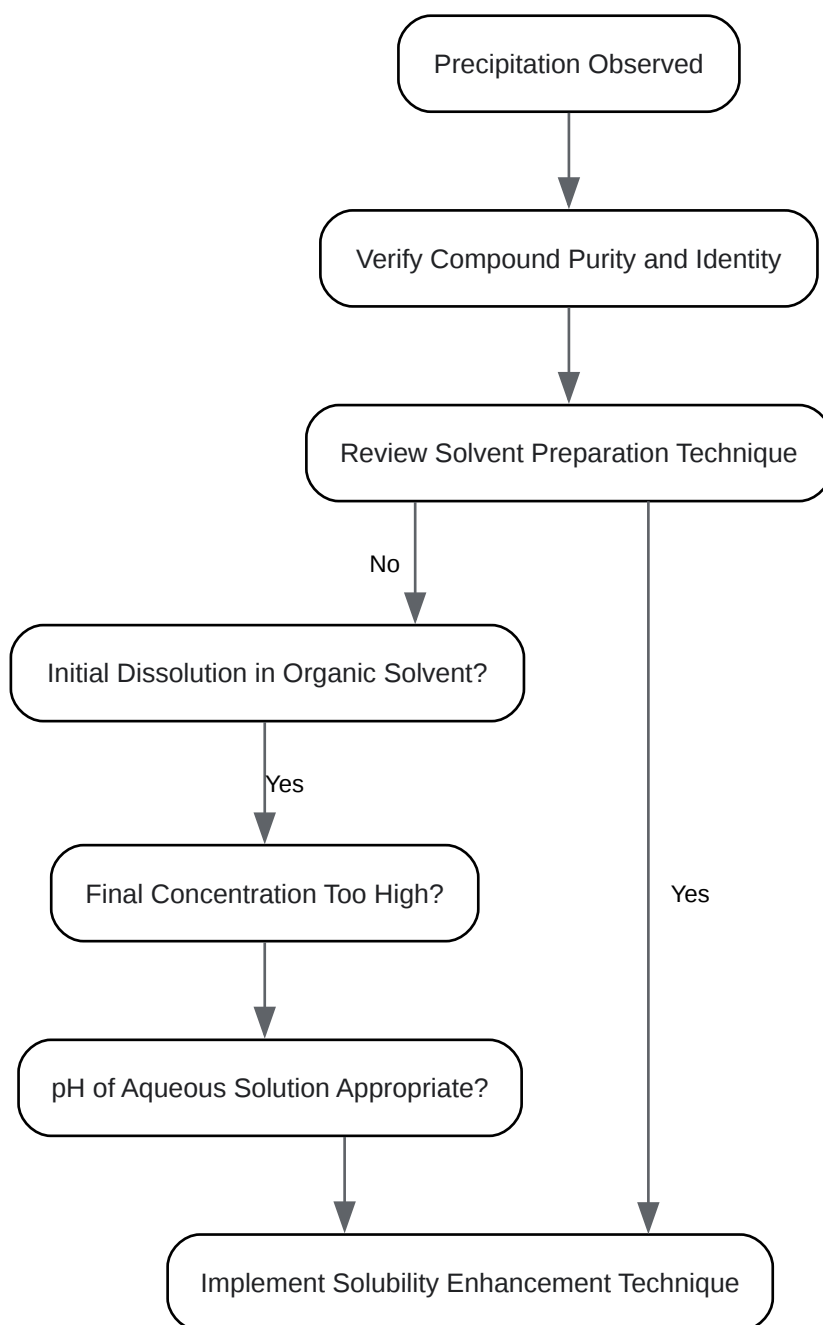 Precipitation Observed
Verify Compound Purity and Identity
Review Solvent Preparation Technique
No
Initial Dissolution in Organic Solvent?
Yes
Final Concentration Too High?
Yes
pH of Aqueous Solution Appropriate?
Implement Solubility Enhancement Technique